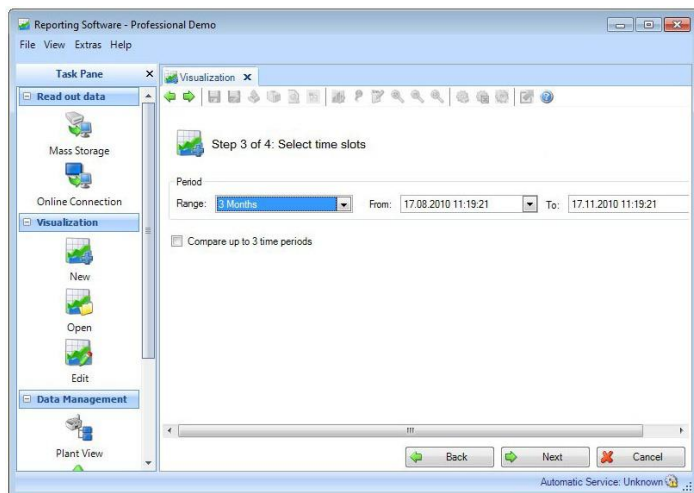 Reporting Software - Professional Demo
File View Extras Help
Task Pane
Visualization
Read out data
Mass Storage
Online Connection
Visualization
New
Open
Edit
Data Management
Plant View
Step 3 of 4: Select time slots
Period
Range: 3 Months From: 17.08.2010 11:19:21 To: 17.11.2010 11:19:21
Compare up to 3 time periods
Back Next Cancel
Automatic Service: Unknown